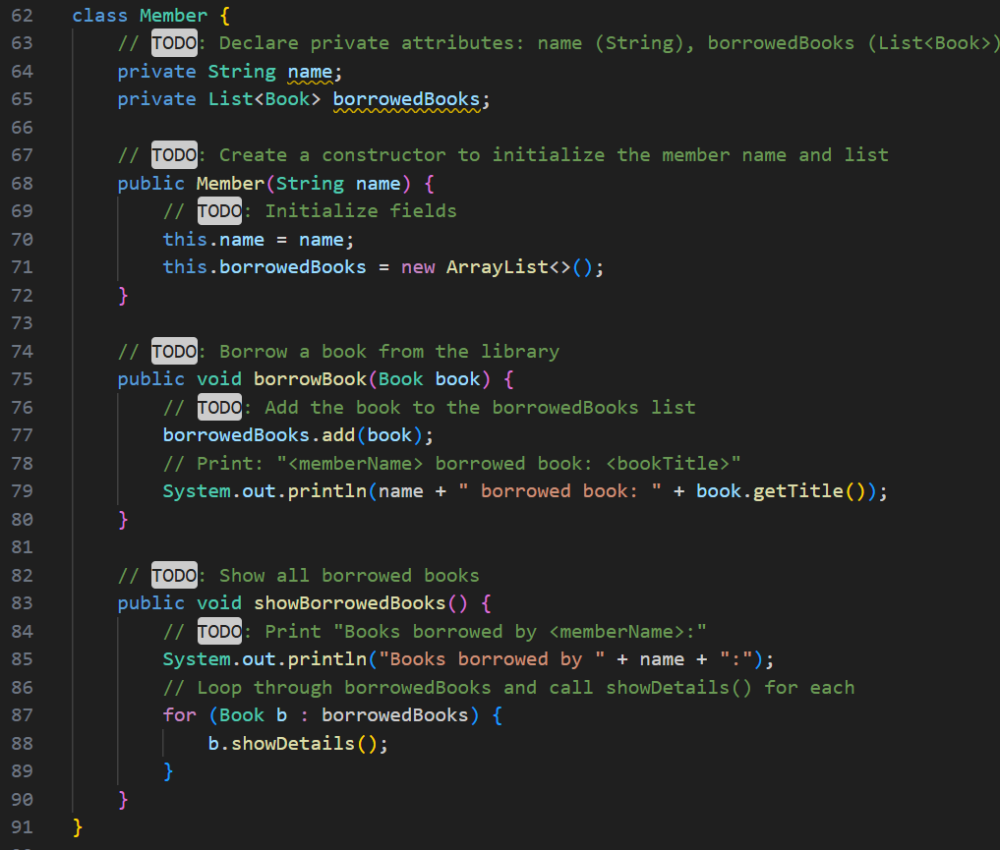 62 class Member {
63     // TODO: Declare private attributes: name (String), borrowedBooks (List<Book>)
64     private String name;
65     private List<Book> borrowedBooks;
66
67     // TODO: Create a constructor to initialize the member name and list
68     public Member(String name) {
69         // TODO: Initialize fields
70         this.name = name;
71         this.borrowedBooks = new ArrayList<>();
72     }
73
74     // TODO: Borrow a book from the library
75     public void borrowBook(Book book) {
76         // TODO: Add the book to the borrowedBooks list
77         borrowedBooks.add(book);
78         // Print: "<memberName> borrowed book: <bookTitle>"
79         System.out.println(name + " borrowed book: " + book.getTitle());
80     }
81
82     // TODO: Show all borrowed books
83     public void showBorrowedBooks() {
84         // TODO: Print "Books borrowed by <memberName>:"
85         System.out.println("Books borrowed by " + name + ":");
86         // Loop through borrowedBooks and call showDetails() for each
87         for (Book b : borrowedBooks) {
88             b.showDetails();
89         }
90     }
91 }